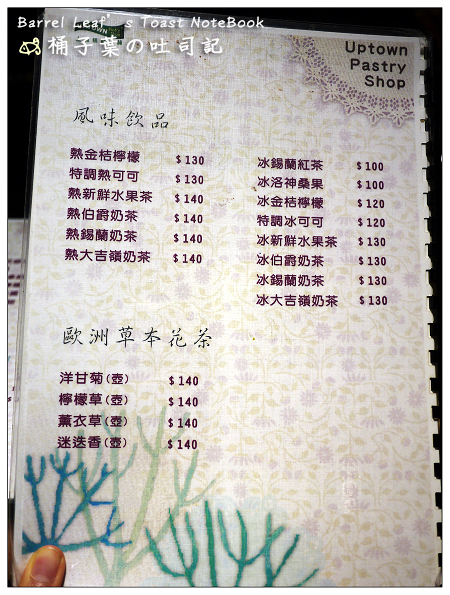 Barrel Leaf's Toast NoteBook
桶子葉の吐司記
Uptown
Pastry
Shop
風味飲品
熱金桔檸檬 $130
特調熱可可 $130
熱新鮮水果茶 $140
熱伯爵奶茶 $140
熱錫蘭奶茶 $140
熱大吉嶺奶茶 $140
冰錫蘭紅茶 $100
冰洛神桑果 $100
冰金桔檸檬 $120
特調冰可可 $120
冰新鮮水果茶 $130
冰伯爵奶茶 $130
冰錫蘭奶茶 $130
冰大吉嶺奶茶 $130
歐洲草本花茶
洋甘菊(壺) $140
檸檬草(壺) $140
薰衣草(壺) $140
迷迭香(壺) $140